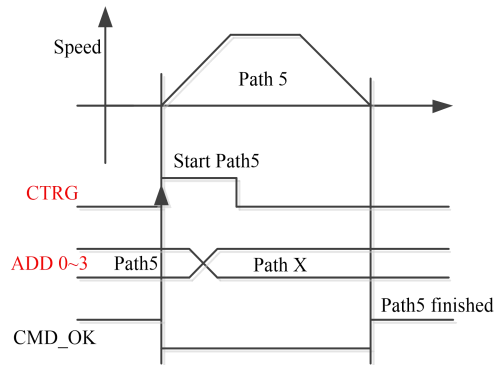 Speed
Path 5
Start Path5
CTRG
ADD 0~3
Path5
Path X
Path5 finished
CMD_OK